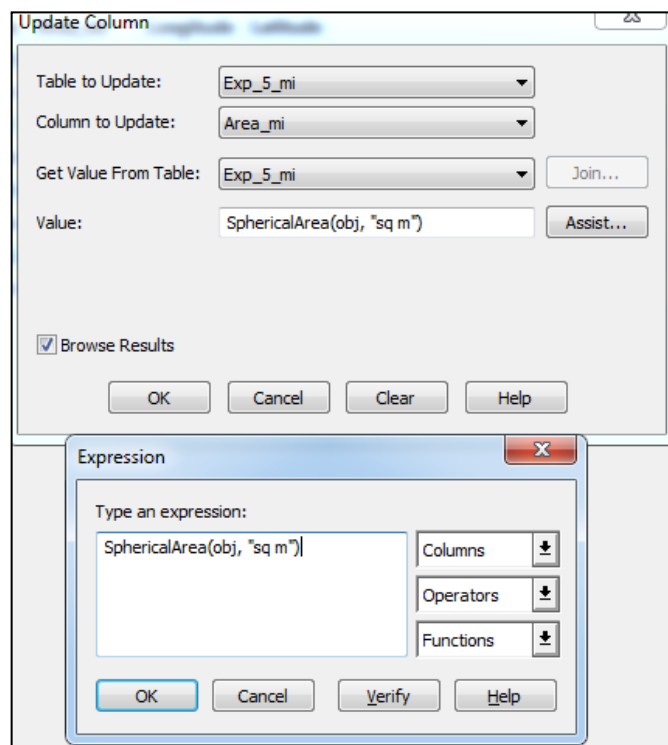 Update Column
Longitude Latitude
Table to Update: Exp_5_mi
Column to Update: Area_mi
Get Value From Table: Exp_5_mi Join...
Value: SphericalArea(obj, "sq m") Assist...
Browse Results
OK Cancel Clear Help
Expression
Type an expression:
SphericalArea(obj, "sq m")
Columns
Operators
Functions
OK Cancel Verify Help